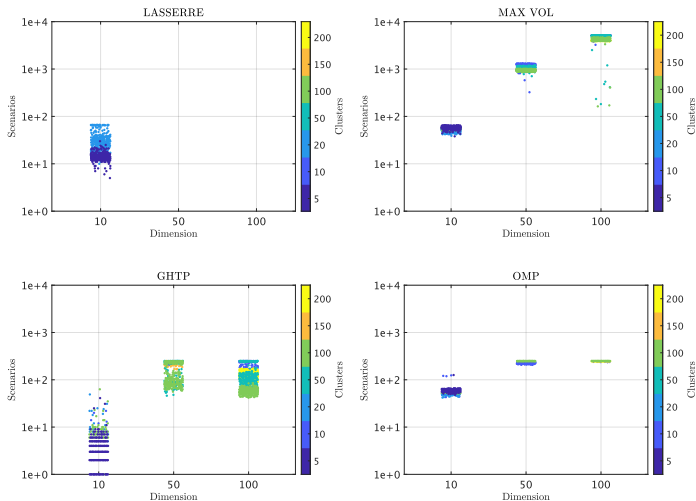 LASSERRE
1e+4
1e+3
1e+2
1e+1
1e+0
Scenarios
10
50
100
Dimension
200
150
100
50
20
10
5
Clusters
MAX VOL
1e+4
1e+3
1e+2
1e+1
1e+0
Scenarios
10
50
100
Dimension
200
150
100
50
20
10
5
Clusters
GHTP
1e+4
1e+3
1e+2
1e+1
1e+0
Scenarios
10
50
100
Dimension
200
150
100
50
20
10
5
Clusters
OMP
1e+4
1e+3
1e+2
1e+1
1e+0
Scenarios
10
50
100
Dimension
200
150
100
50
20
10
5
Clusters